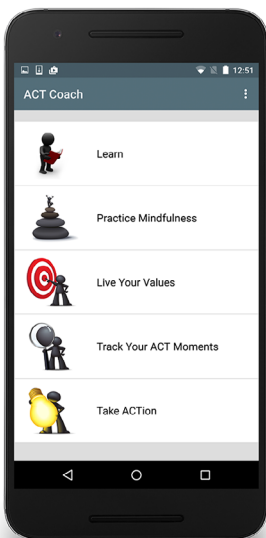 12:51
ACT Coach
Learn
Practice Mindfulness
Live Your Values
Track Your ACT Moments
Take ACTion